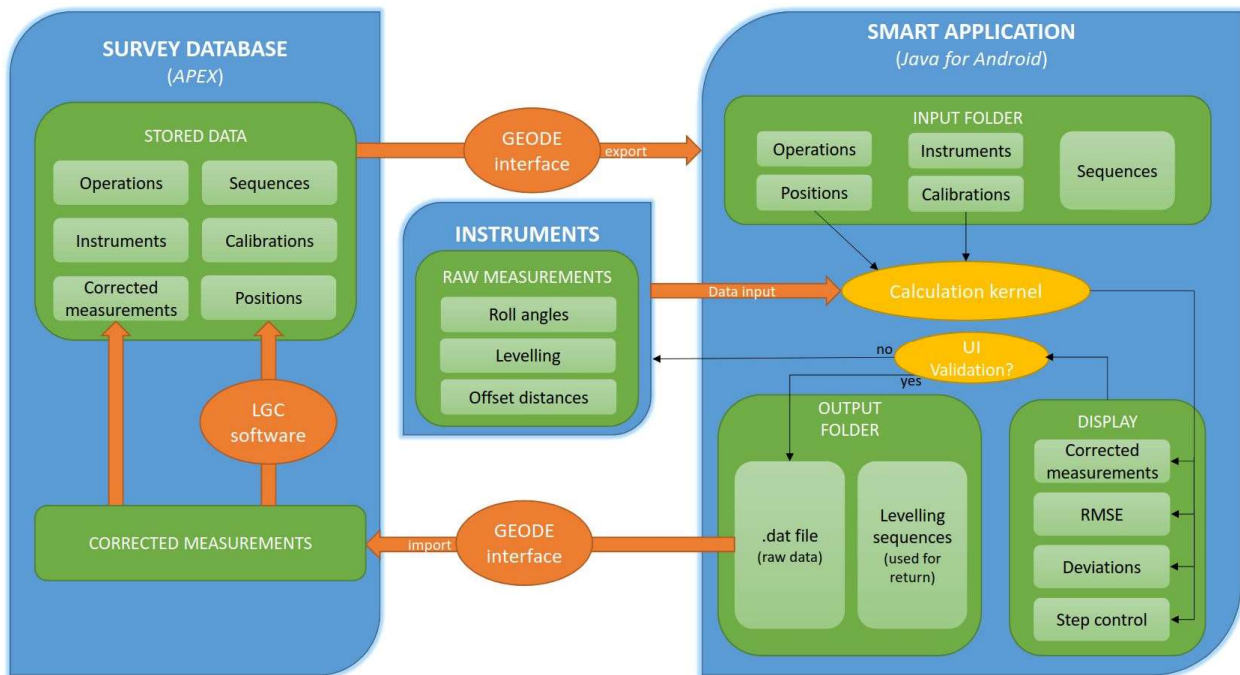 SURVEY DATABASE
(APEX)
STORED DATA
Operations
Sequences
Instruments
Calibrations
Corrected
measurements
Positions
LGC
software
CORRECTED MEASUREMENTS
GEODE
interface
export
INSTRUMENTS
RAW MEASUREMENTS
Roll angles
Levelling
Offset distances
Data input
GEODE
interface
import
SMART APPLICATION
(Java for Android)
INPUT FOLDER
Operations
Instruments
Sequences
Positions
Calibrations
Calculation kernel
UI
Validation?
no
yes
OUTPUT
FOLDER
.dat file
(raw data)
Levelling
sequences
(used for
return)
DISPLAY
Corrected
measurements
RMSE
Deviations
Step control